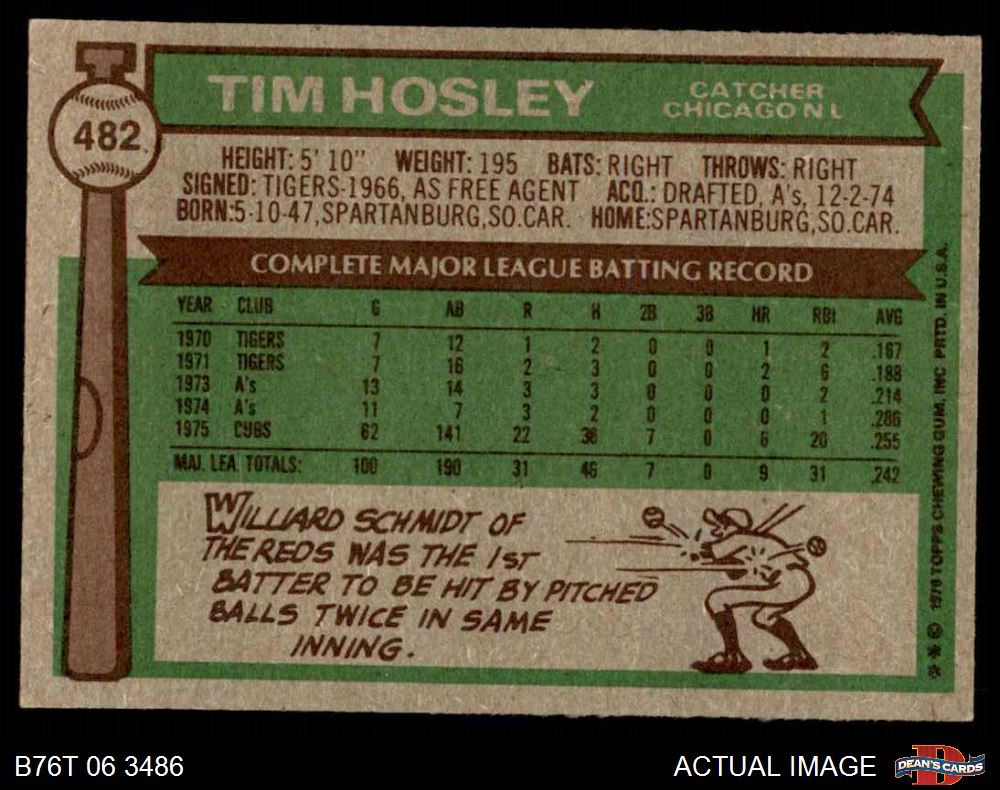 TIM HOSLEY
CATCHER
CHICAGO N L
482
HEIGHT: 5' 10" WEIGHT: 195 BATS: RIGHT THROWS: RIGHT
SIGNED: TIGERS-1966, AS FREE AGENT ACQ.: DRAFTED, A's, 12-2-74
BORN:5-10-47,SPARTANBURG,SO.CAR. HOME:SPARTANBURG,SO.CAR.
COMPLETE MAJOR LEAGUE BATTING RECORD
YEAR CLUB G AB R H 2B 3B HR RBI AVG
1970 TIGERS 7 12 1 2 0 0 1 2 .167
1971 TIGERS 7 16 2 3 0 0 2 6 .188
1973 A's 13 14 3 3 0 0 0 2 .214
1974 A's 11 7 3 2 0 0 0 1 .286
1975 CUBS 62 141 22 36 7 0 6 20 .255
MAJ. LEA. TOTALS: 100 190 31 46 7 0 9 31 .242
WILLIARD SCHMIDT OF
THE REDS WAS THE 1ST
BATTER TO BE HIT BY PITCHED
BALLS TWICE IN SAME
INNING.
* * © 1976 TOPPS CHEWING GUM, INC PRTD. IN U.S.A.
B76T 06 3486
ACTUAL IMAGE
DEAN'S CARDS